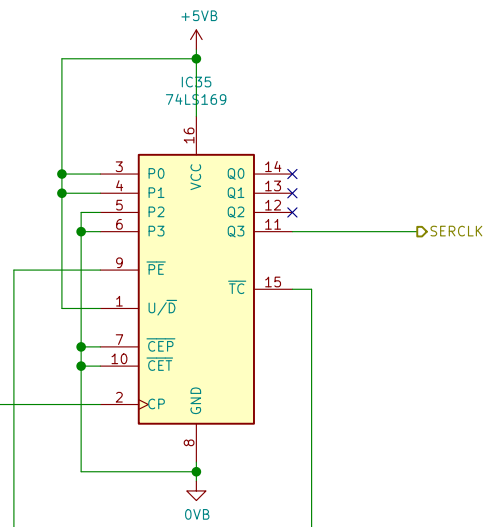 +5VB
IC35
74LS169
16
VCC
3 P0 Q0 14
4 P1 Q1 13
5 P2 Q2 12
6 P3 Q3 11 SERCLK
9 PE
TC 15
1 U/D
7 CEP
10 CET
2 CP
GND
8
0VB